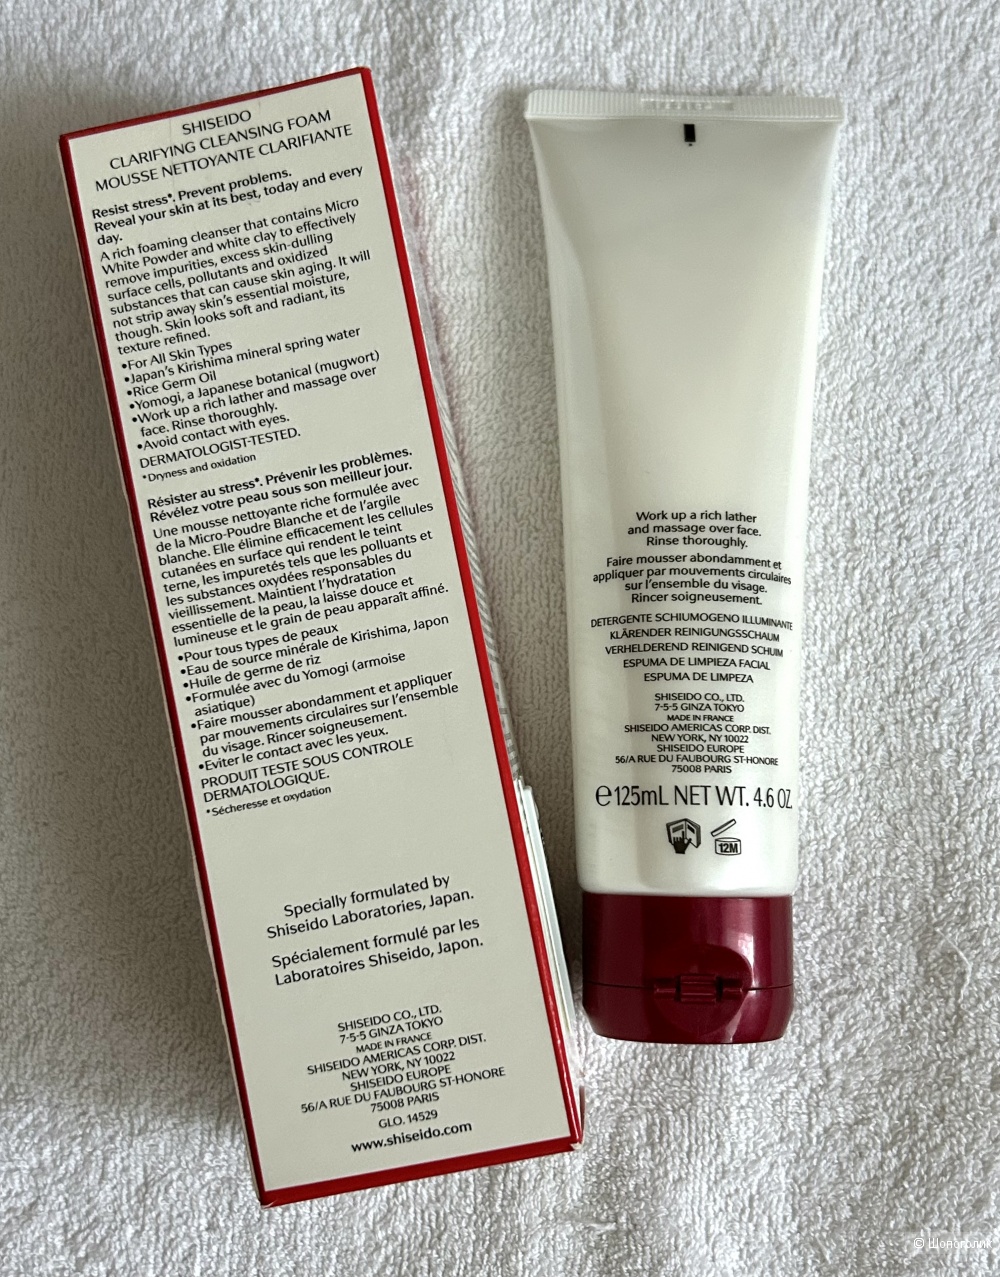 SHISEIDO
CLARIFYING CLEANSING FOAM
MOUSSE NETTOYANTE CLARIFIANTE
Resist stress*. Prevent problems.
Reveal your skin at its best, today and every
day.
A rich foaming cleanser that contains Micro
White Powder and white clay to effectively
remove impurities, excess skin-dulling
surface cells, pollutants and oxidized
substances that can cause skin aging. It will
not strip away skin's essential moisture,
though. Skin looks soft and radiant, its
texture refined.
•For All Skin Types
•Japan's Kirishima mineral spring water
•Rice Germ Oil
•Yomogi, a Japanese botanical (mugwort)
•Work up a rich lather and massage over
face. Rinse thoroughly.
•Avoid contact with eyes.
DERMATOLOGIST-TESTED.
*Dryness and oxidation
Résister au stress*. Prévenir les problèmes.
Révélez votre peau sous son meilleur jour.
Une mousse nettoyante riche formulée avec
de la Micro-Poudre Blanche et de l'argile
blanche. Elle élimine efficacement les cellules
cutanées en surface qui rendent le teint
terne, les impuretés tels que les polluants et
les substances oxydées responsables du
vieillissement. Maintient l'hydratation
essentielle de la peau, la laisse douce et
lumineuse et le grain de peau apparaît affiné.
•Pour tous types de peaux
•Eau de source minérale de Kirishima, Japon
•Huile de germe de riz
•Formulée avec du Yomogi (armoise
asiatique)
•Faire mousser abondamment et appliquer
par mouvements circulaires sur l'ensemble
du visage. Rincer soigneusement.
•Eviter le contact avec les yeux.
PRODUIT TESTE SOUS CONTROLE
DERMATOLOGIQUE.
*Sécheresse et oxydation
Specially formulated by
Shiseido Laboratories, Japan.
Spécialement formulé par les
Laboratoires Shiseido, Japon.
SHISEIDO CO., LTD.
7-5-5 GINZA TOKYO
MADE IN FRANCE
SHISEIDO AMERICAS CORP. DIST.
NEW YORK, NY 10022
SHISEIDO EUROPE
56/A RUE DU FAUBOURG ST-HONORE
75008 PARIS
GLO. 14529
www.shiseido.com
Work up a rich lather
and massage over face.
Rinse thoroughly.
Faire mousser abondamment et
appliquer par mouvements circulaires
sur l'ensemble du visage.
Rincer soigneusement.
DETERGENTE SCHIUMOGENO ILLUMINANTE
KLÄRENDER REINIGUNGSSCHAUM
VERHELDEREND REINIGEND SCHUIM
ESPUMA DE LIMPIEZA FACIAL
ESPUMA DE LIMPEZA
SHISEIDO CO., LTD.
7-5-5 GINZA TOKYO
MADE IN FRANCE
SHISEIDO AMERICAS CORP. DIST.
NEW YORK, NY 10022
SHISEIDO EUROPE
56/A RUE DU FAUBOURG ST-HONORE
75008 PARIS
℮125mL NET WT. 4.6 OZ.
12M
© Шопоголик